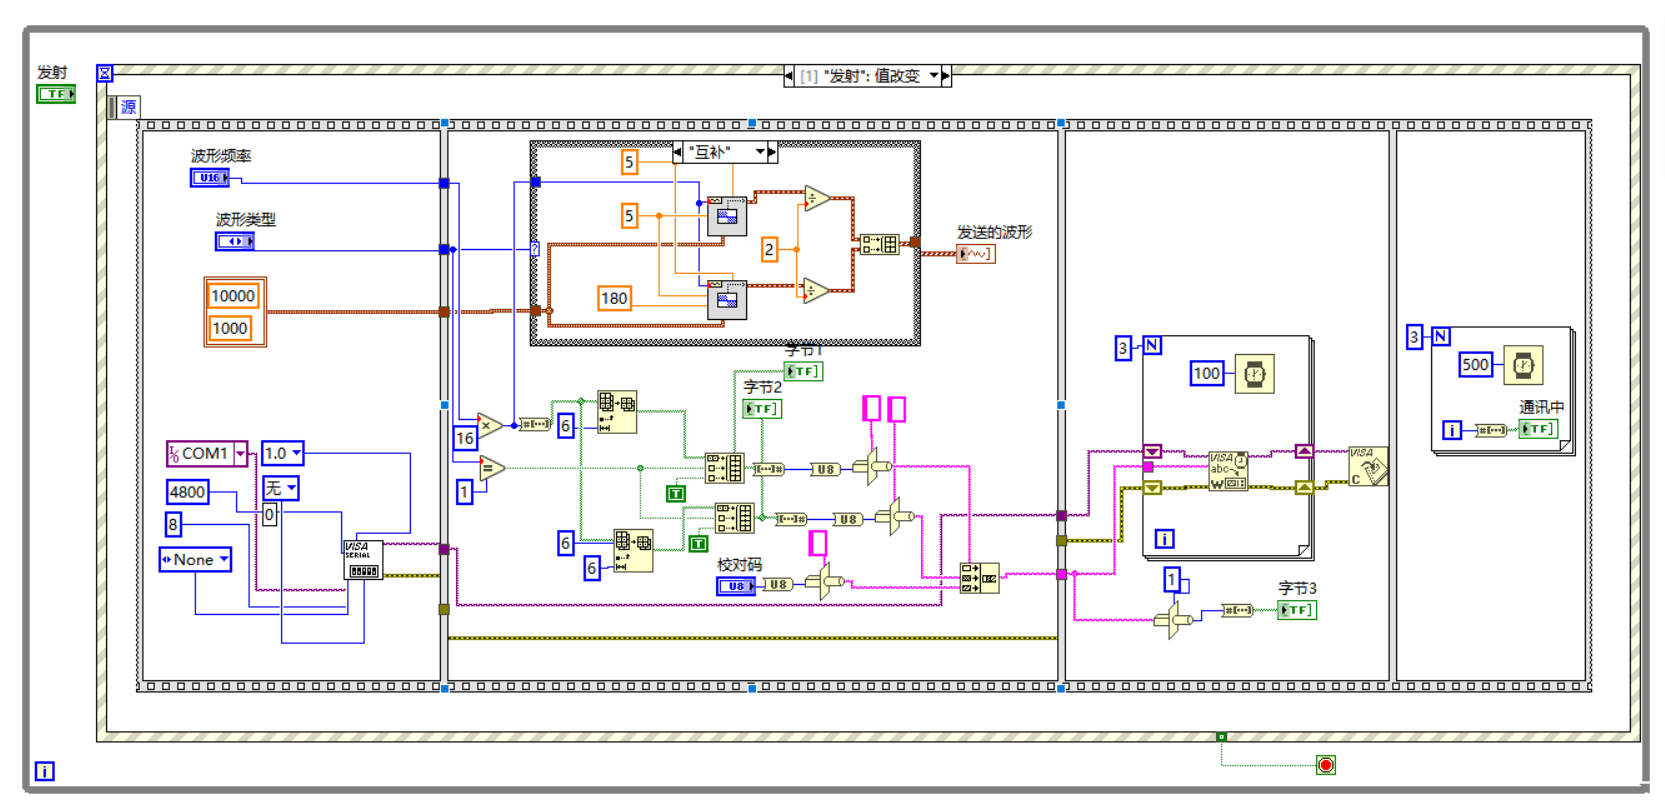 发射
TF
[1] "发射": 值改变
源
波形频率
U16
波形类型
10000
1000
COM1
1.0
4800
无
0
8
None
VISA
SERIAL
"互补"
5
5
180
2
÷
÷
?
发送的波形
字节1
TF
字节2
TF
×
16
=
1
#[...]
6
6
6
T
T
[...]#
[...]#
U8
U8
校对码
U8
U8
3
N
100
VISA
abc
W
i
VISA
C
1
#[...]
字节3
TF
3
N
500
通讯中
i
#[...]
TF
i